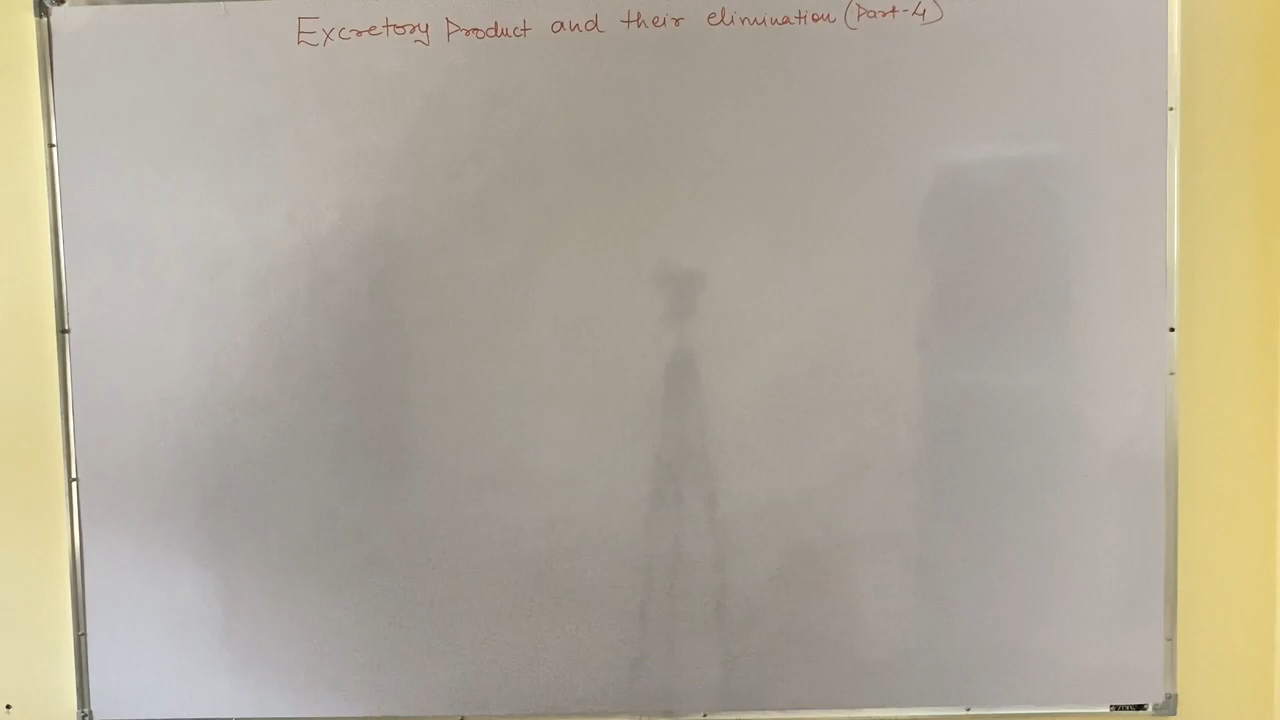 Excretory Product and their elimination (Part-4)